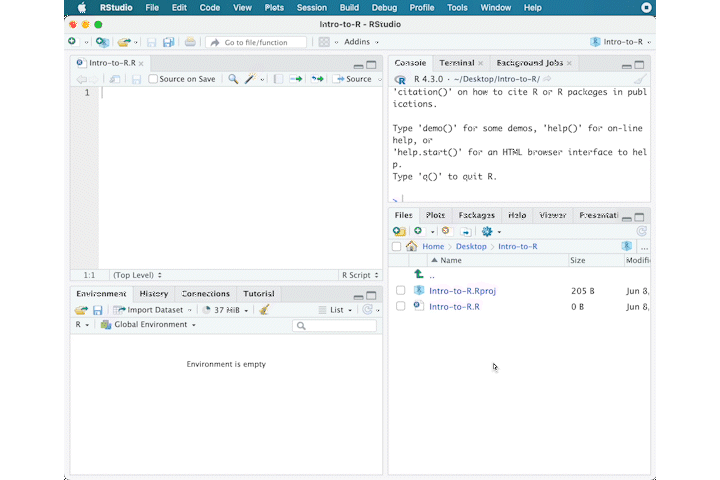 RStudio File Edit Code View Plots Session Build Debug Profile Tools Window Help
Intro-to-R - RStudio
Go to file/function Addins Intro-to-R
Intro-to-R.R
Source on Save Source
1
1:1 (Top Level) R Script
Console Terminal Background Jobs
R 4.3.0 · ~/Desktop/Intro-to-R/
'citation()' on how to cite R or R packages in publ
ications.
Type 'demo()' for some demos, 'help()' for on-line
help, or
'help.start()' for an HTML browser interface to hel
p.
Type 'q()' to quit R.
>
Environment History Connections Tutorial
Import Dataset 37 MiB List
R Global Environment
Environment is empty
Files Plots Packages Help Viewer Presentati
Home Desktop Intro-to-R ...
Name Size Modifi
..
Intro-to-R.Rproj 205 B Jun 8,
Intro-to-R.R 0 B Jun 8,